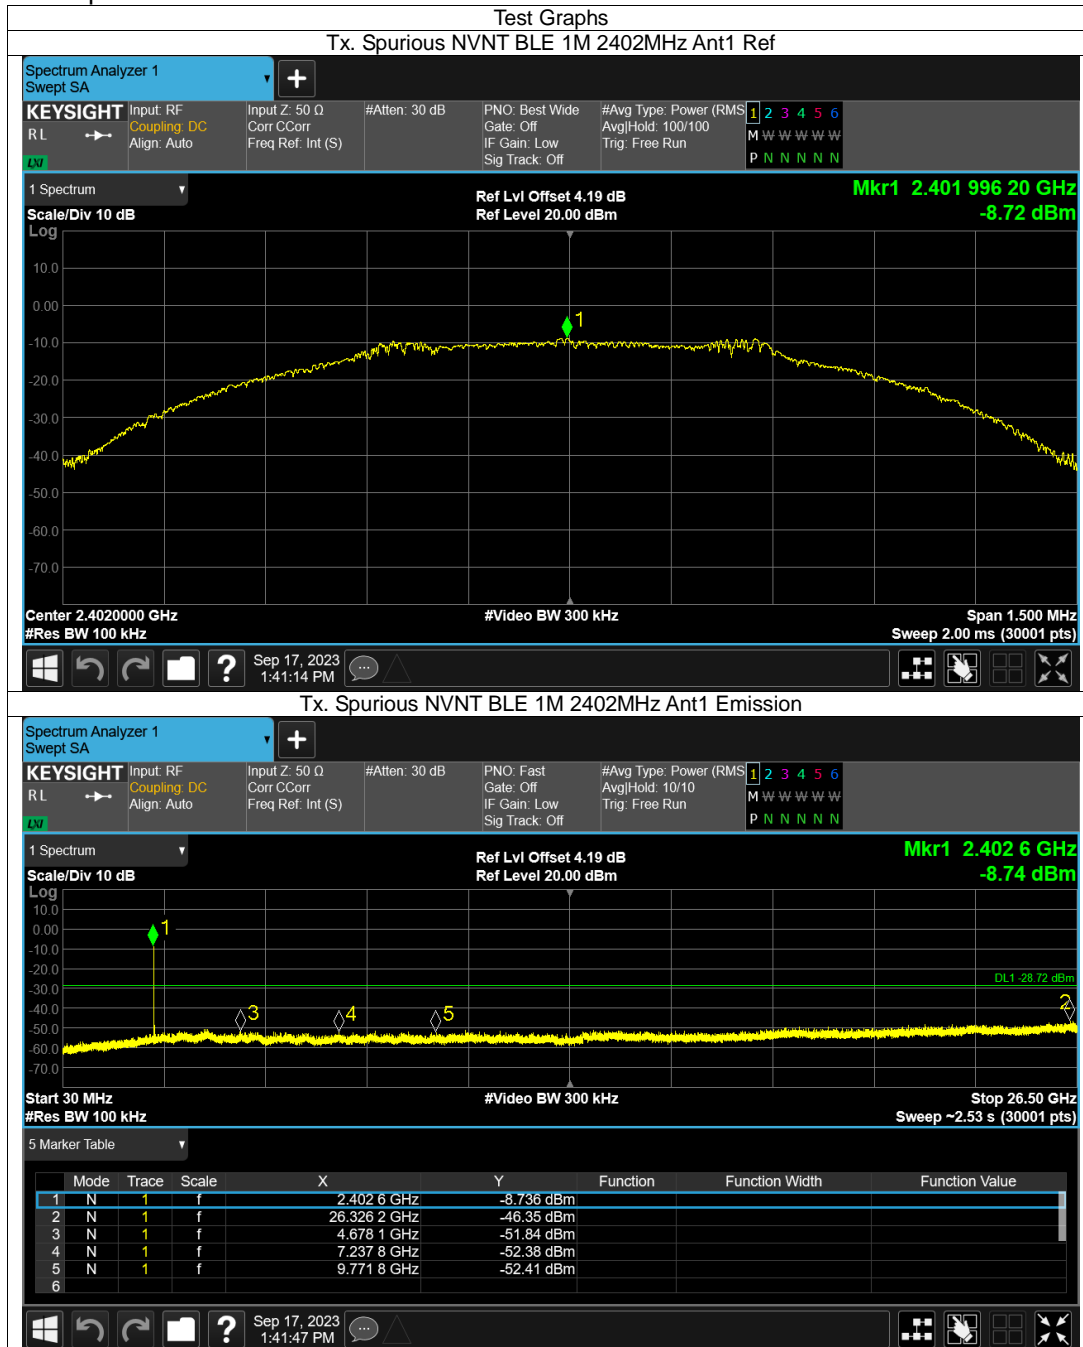 Test Graphs
Tx. Spurious NVNT BLE 1M 2402MHz Ant1 Ref
Spectrum Analyzer 1
Swept SA
+
KEYSIGHT Input: RF Input Z: 50 Ω #Atten: 30 dB PNO: Best Wide #Avg Type: Power (RMS 1 2 3 4 5 6
RL Coupling: DC Corr CCorr Gate: Off Avg|Hold: 100/100 M W W W W W
Align: Auto Freq Ref: Int (S) IF Gain: Low Trig: Free Run
LXI Sig Track: Off P N N N N N
1 Spectrum Ref Lvl Offset 4.19 dB Mkr1 2.401 996 20 GHz
Scale/Div 10 dB Ref Level 20.00 dBm -8.72 dBm
Log
10.0
0.00
1
-10.0
-20.0
-30.0
-40.0
-50.0
-60.0
-70.0
Center 2.4020000 GHz #Video BW 300 kHz Span 1.500 MHz
#Res BW 100 kHz Sweep 2.00 ms (30001 pts)
? Sep 17, 2023
1:41:14 PM
Tx. Spurious NVNT BLE 1M 2402MHz Ant1 Emission
Spectrum Analyzer 1
Swept SA
+
KEYSIGHT Input: RF Input Z: 50 Ω #Atten: 30 dB PNO: Fast #Avg Type: Power (RMS 1 2 3 4 5 6
RL Coupling: DC Corr CCorr Gate: Off Avg|Hold: 10/10 M W W W W W
Align: Auto Freq Ref: Int (S) IF Gain: Low Trig: Free Run
LXI Sig Track: Off P N N N N N
1 Spectrum Ref Lvl Offset 4.19 dB Mkr1 2.402 6 GHz
Scale/Div 10 dB Ref Level 20.00 dBm -8.74 dBm
Log
10.0
0.00 1
-10.0
-20.0
DL1 -28.72 dBm
-30.0
-40.0 3 4 5 2
-50.0
-60.0
-70.0
Start 30 MHz #Video BW 300 kHz Stop 26.50 GHz
#Res BW 100 kHz Sweep ~2.53 s (30001 pts)
5 Marker Table
Mode Trace Scale X Y Function Function Width Function Value
1 N 1 f 2.402 6 GHz -8.736 dBm
2 N 1 f 26.326 2 GHz -46.35 dBm
3 N 1 f 4.678 1 GHz -51.84 dBm
4 N 1 f 7.237 8 GHz -52.38 dBm
5 N 1 f 9.771 8 GHz -52.41 dBm
6
? Sep 17, 2023
1:41:47 PM